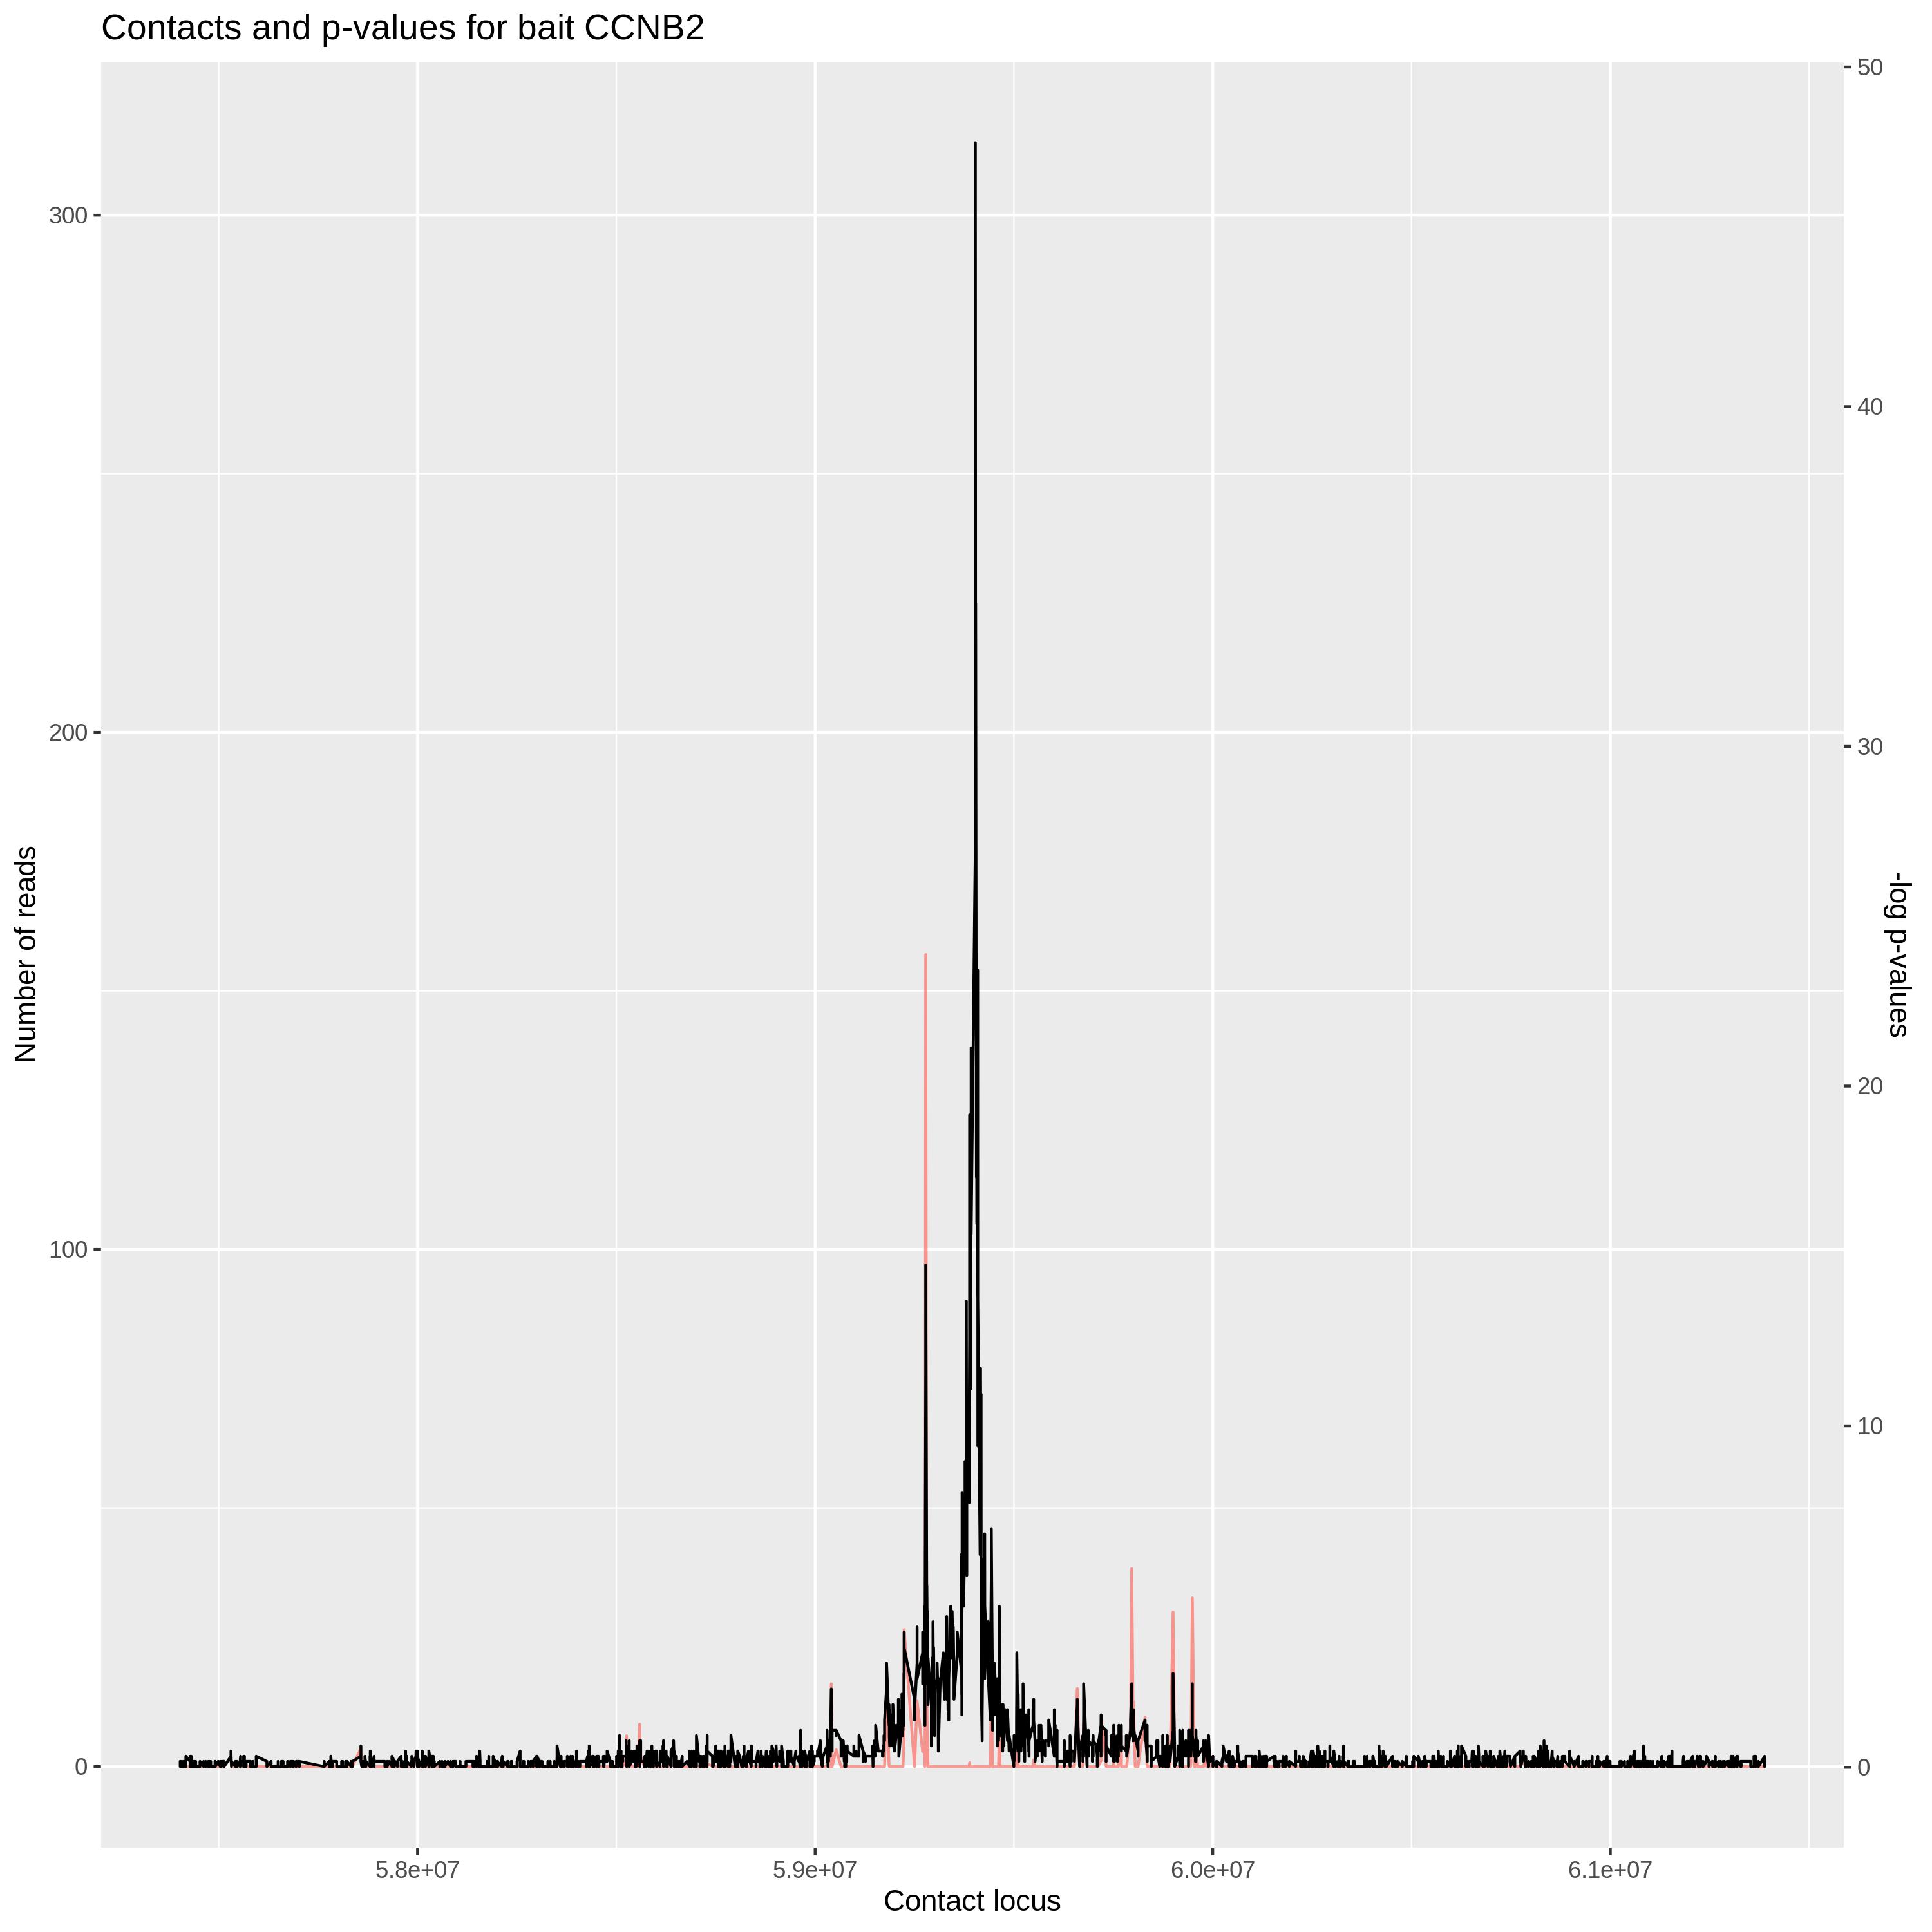 Contacts and p-values for bait CCNB2
50
300
40
200
30
Number of reads
-log p-values
20
100
10
0
0
5.8e+07
5.9e+07
6.0e+07
6.1e+07
Contact locus